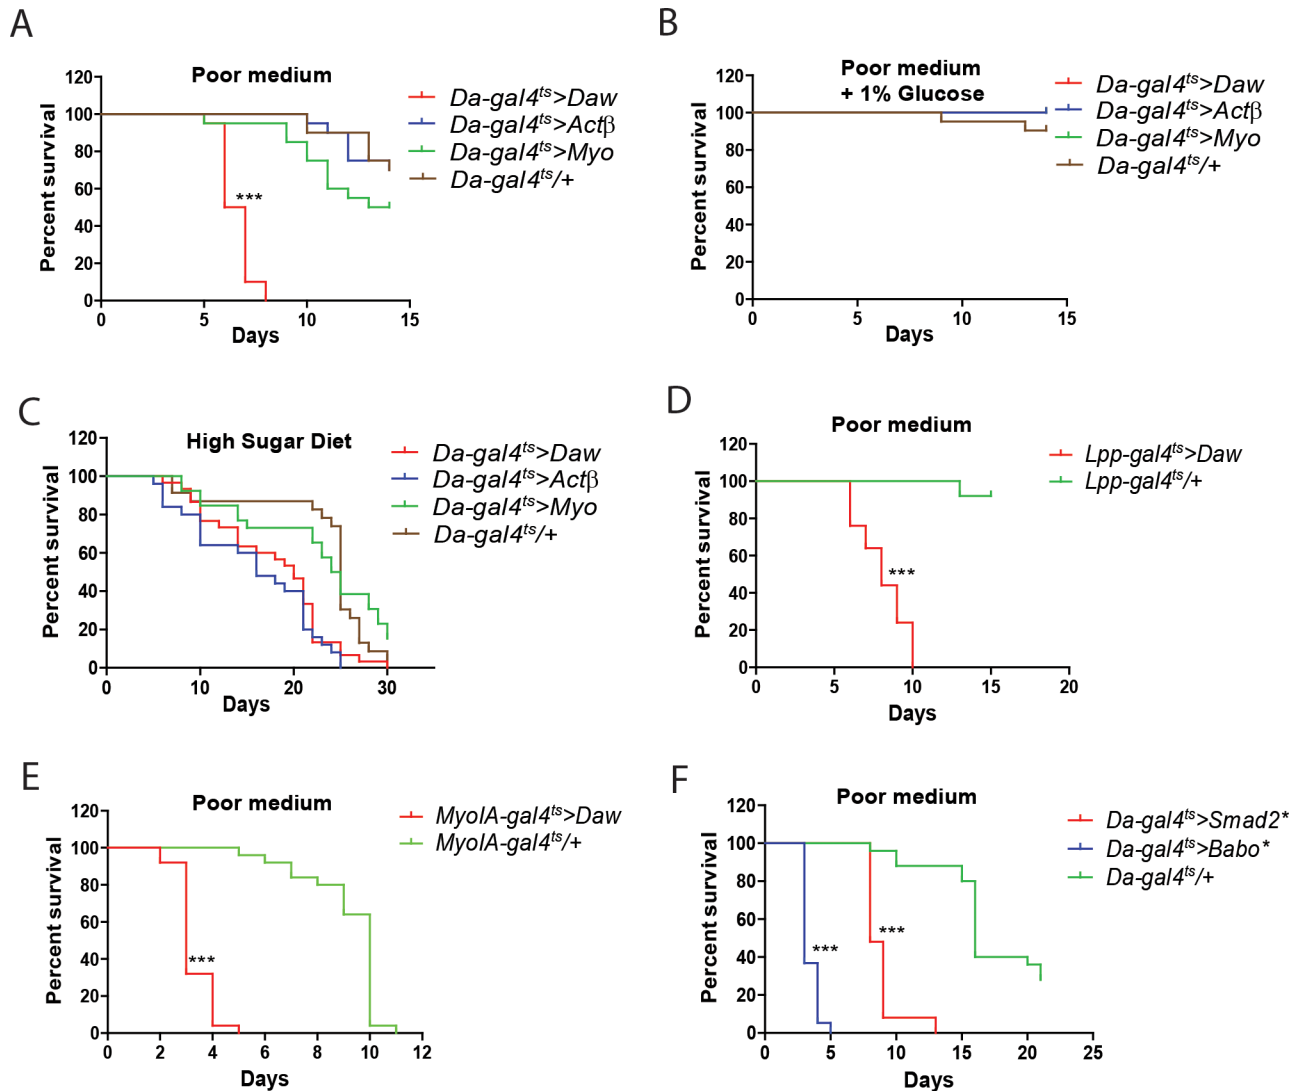 A
Poor medium
Percent survival
120
100
80
60
40
20
0
0 5 10 15
Days
***
Da-gal4ts>Daw
Da-gal4ts>Actβ
Da-gal4ts>Myo
Da-gal4ts/+
B
Poor medium
+ 1% Glucose
Percent survival
120
100
80
60
40
20
0
0 5 10 15
Days
Da-gal4ts>Daw
Da-gal4ts>Actβ
Da-gal4ts>Myo
Da-gal4ts/+
C
High Sugar Diet
Percent survival
120
100
80
60
40
20
0
0 10 20 30
Days
Da-gal4ts>Daw
Da-gal4ts>Actβ
Da-gal4ts>Myo
Da-gal4ts/+
D
Poor medium
Percent survival
120
100
80
60
40
20
0
0 5 10 15 20
Days
***
Lpp-gal4ts>Daw
Lpp-gal4ts/+
E
Poor medium
Percent survival
120
100
80
60
40
20
0
0 2 4 6 8 10 12
Days
***
MyoIA-gal4ts>Daw
MyoIA-gal4ts/+
F
Poor medium
Percent survival
120
100
80
60
40
20
0
0 5 10 15 20 25
Days
***
***
Da-gal4ts>Smad2*
Da-gal4ts>Babo*
Da-gal4ts/+